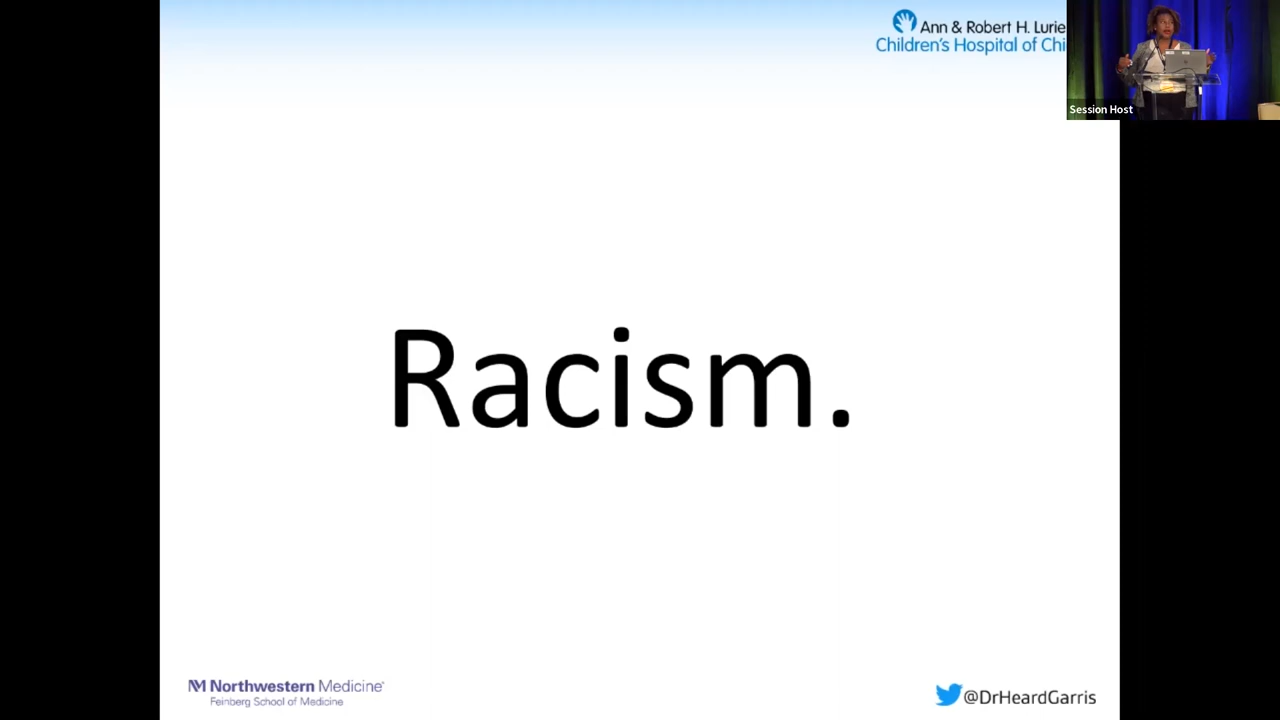 Ann & Robert H. Lurie
Children's Hospital of Chi
Session Host
Racism.
Northwestern Medicine®
Feinberg School of Medicine
@DrHeardGarris